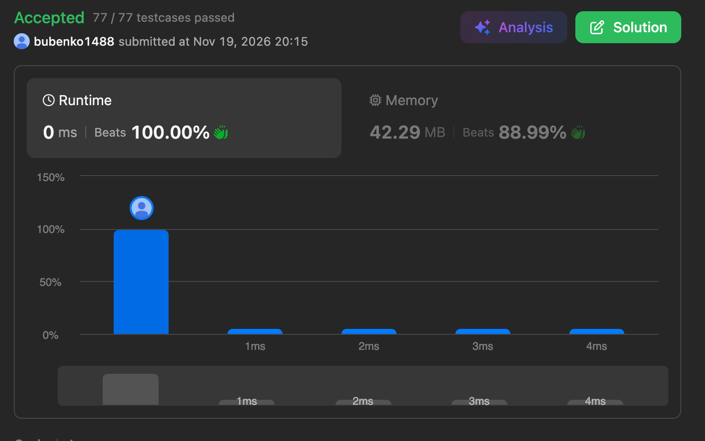 Accepted 77 / 77 testcases passed
Analysis
Solution
bubenko1488 submitted at Nov 19, 2026 20:15
Runtime
0 ms | Beats 100.00%
Memory
42.29 MB | Beats 88.99%
150%
100%
50%
0%
1ms 2ms 3ms 4ms
1ms 2ms 3ms 4ms